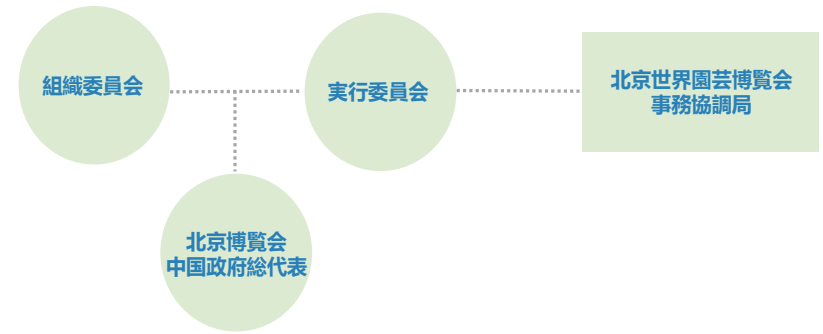 組織委員会
実行委員会
北京世界園芸博覧会
事務協調局
北京博覧会
中国政府総代表